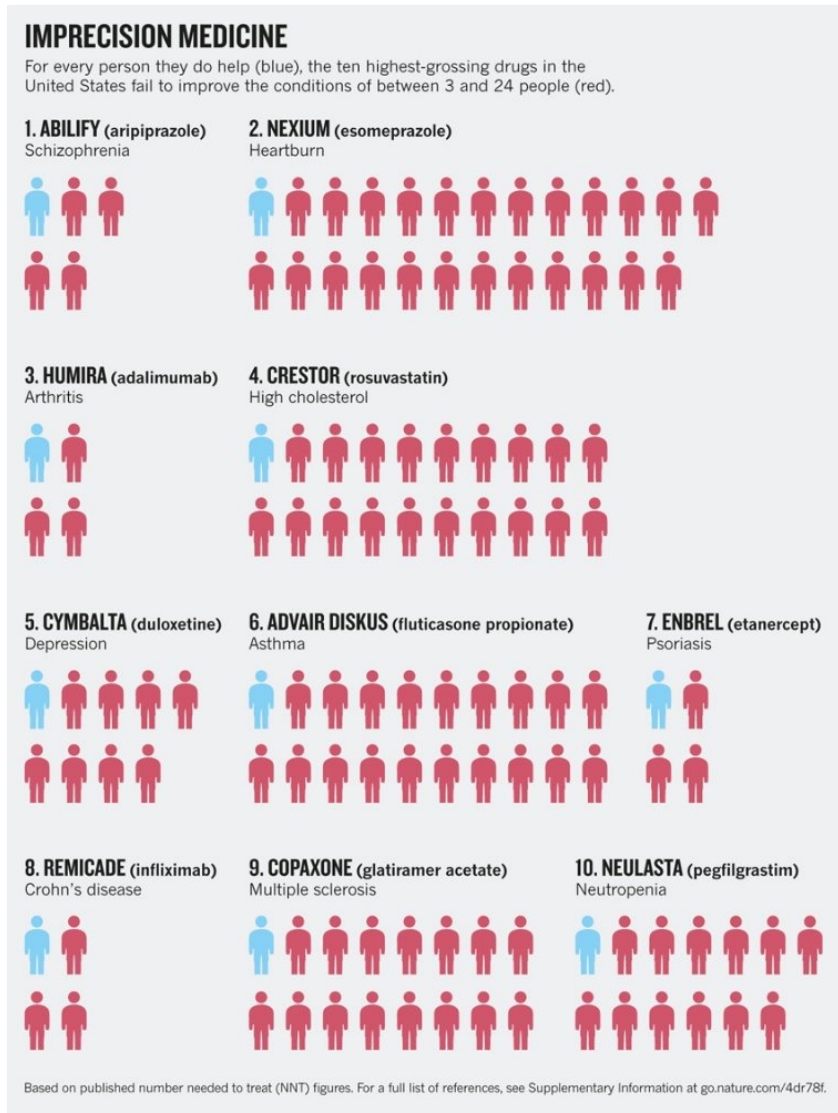 IMPRECISION MEDICINE
For every person they do help (blue), the ten highest-grossing drugs in the
United States fail to improve the conditions of between 3 and 24 people (red).
1. ABILIFY (aripiprazole)
Schizophrenia
2. NEXIUM (esomeprazole)
Heartburn
3. HUMIRA (adalimumab)
Arthritis
4. CRESTOR (rosuvastatin)
High cholesterol
5. CYMBALTA (duloxetine)
Depression
6. ADVAIR DISKUS (fluticasone propionate)
Asthma
7. ENBREL (etanercept)
Psoriasis
8. REMICADE (infliximab)
Crohn's disease
9. COPAXONE (glatiramer acetate)
Multiple sclerosis
10. NEULASTA (pegfilgrastim)
Neutropenia
Based on published number needed to treat (NNT) figures. For a full list of references, see Supplementary Information at go.nature.com/4dr78f.